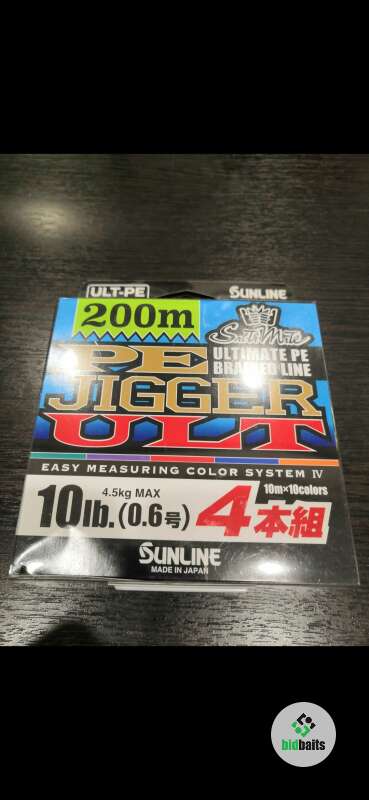 ULT-PE SUNLINE
200m
SaltiMate
ULTIMATE PE
BRAIDED LINE
PE
JIGGER
ULT
EASY MEASURING COLOR SYSTEM IV
10m×10colors
4.5kg MAX
10lb.(0.6号)
4本組
SUNLINE
MADE IN JAPAN
bidbaits